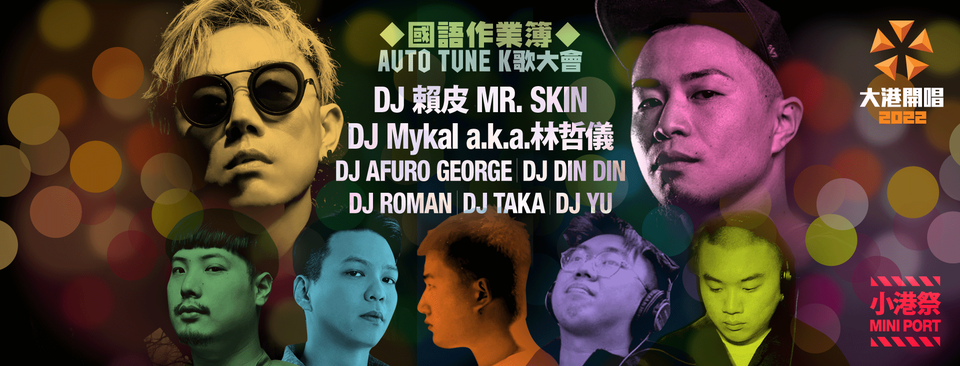 ◆國語作業簿◆
AUTO TUNE K歌大會
DJ 賴皮 MR. SKIN
DJ Mykal a.k.a.林哲儀
DJ AFURO GEORGE | DJ DIN DIN
DJ ROMAN | DJ TAKA | DJ YU
大港開唱
2022
小港祭
MINI PORT